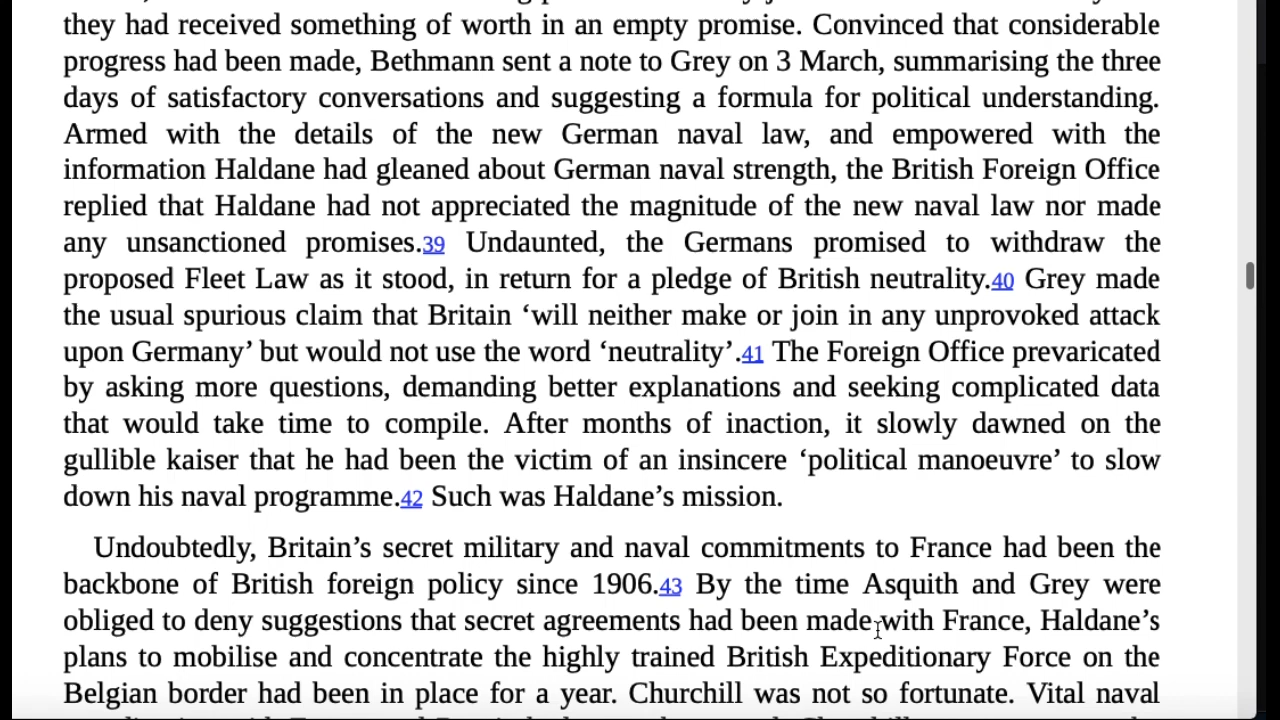 they had received something of worth in an empty promise. Convinced that considerable
progress had been made, Bethmann sent a note to Grey on 3 March, summarising the three
days of satisfactory conversations and suggesting a formula for political understanding.
Armed with the details of the new German naval law, and empowered with the
information Haldane had gleaned about German naval strength, the British Foreign Office
replied that Haldane had not appreciated the magnitude of the new naval law nor made
any unsanctioned promises.39 Undaunted, the Germans promised to withdraw the
proposed Fleet Law as it stood, in return for a pledge of British neutrality.40 Grey made
the usual spurious claim that Britain ‘will neither make or join in any unprovoked attack
upon Germany’ but would not use the word ‘neutrality’.41 The Foreign Office prevaricated
by asking more questions, demanding better explanations and seeking complicated data
that would take time to compile. After months of inaction, it slowly dawned on the
gullible kaiser that he had been the victim of an insincere ‘political manoeuvre’ to slow
down his naval programme.42 Such was Haldane’s mission.
Undoubtedly, Britain’s secret military and naval commitments to France had been the
backbone of British foreign policy since 1906.43 By the time Asquith and Grey were
obliged to deny suggestions that secret agreements had been made with France, Haldane’s
plans to mobilise and concentrate the highly trained British Expeditionary Force on the
Belgian border had been in place for a year. Churchill was not so fortunate. Vital naval